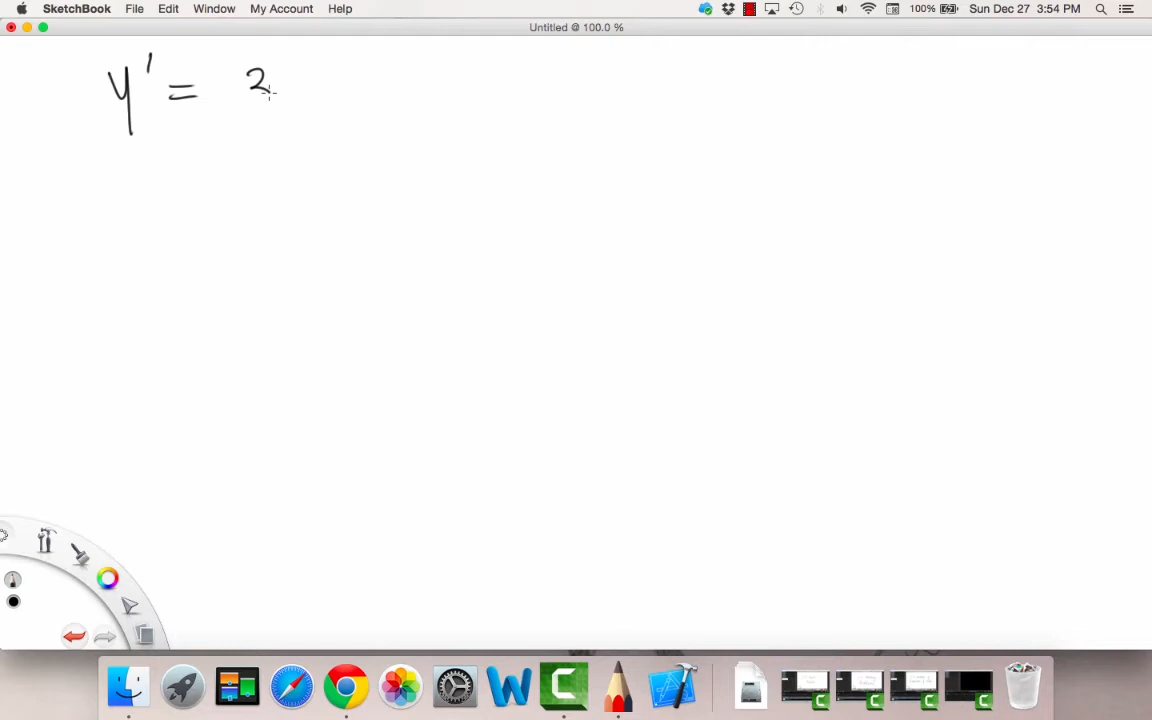 SketchBook File Edit Window My Account Help 100% Sun Dec 27 3:54 PM
Untitled @ 100.0 %
y' = 2